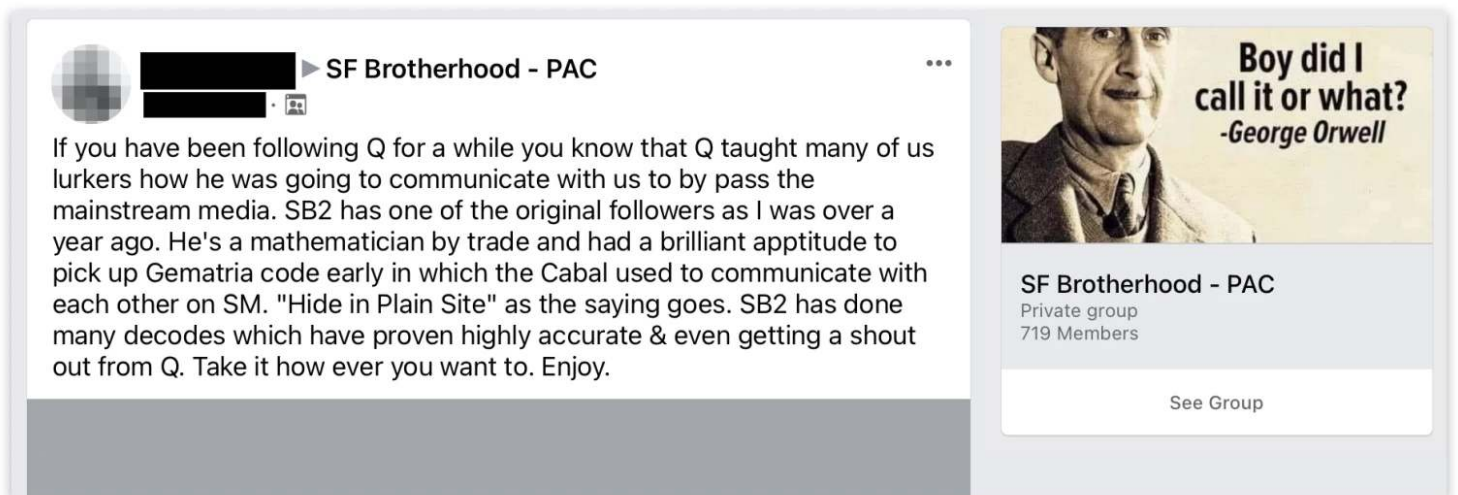 SF Brotherhood - PAC
If you have been following Q for a while you know that Q taught many of us
lurkers how he was going to communicate with us to by pass the
mainstream media. SB2 has one of the original followers as I was over a
year ago. He's a mathematician by trade and had a brilliant apptitude to
pick up Gematria code early in which the Cabal used to communicate with
each other on SM. "Hide in Plain Site" as the saying goes. SB2 has done
many decodes which have proven highly accurate & even getting a shout
out from Q. Take it how ever you want to. Enjoy.
Boy did I
call it or what?
-George Orwell
SF Brotherhood - PAC
Private group
719 Members
See Group